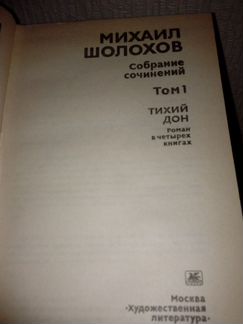 МИХАИЛ
ШОЛОХОВ
Собрание
сочинений
Том 1
ТИХИЙ
ДОН
Роман
в четырех
книгах
Москва
«Художественная
литература»